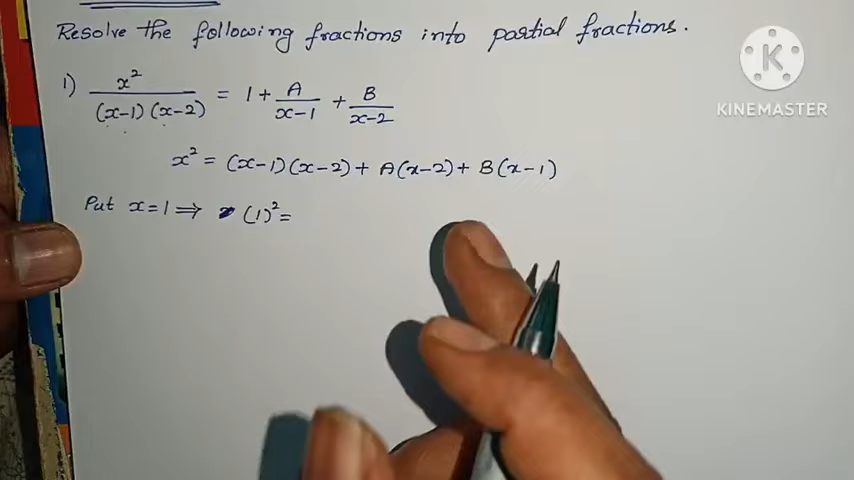 Resolve the following fractions into partial fractions.
1) x²/(x-1)(x-2) = 1 + A/x-1 + B/x-2
x² = (x-1)(x-2) + A(x-2) + B(x-1)
Put x=1 ⇒ (1)² =
K
KINEMASTER